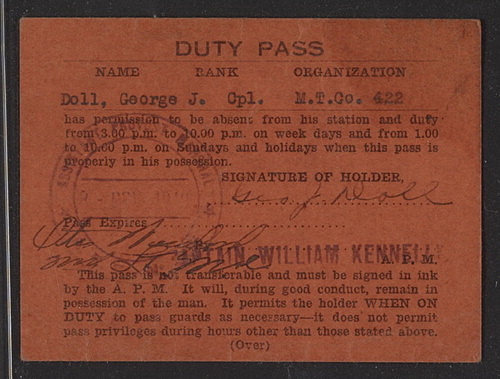 DUTY PASS
NAME RANK ORGANIZATION
Doll, George J. Cpl. M.T.Co. 422
has permission to be absent from his station and duty
from 3.00 p.m. to 10.00 p.m. on week days and from 1.00
to 10.00 p.m. on Sundays and holidays when this pass is
properly in his possession.
SIGNATURE OF HOLDER,
Geo J. Doll
Pass Expires
CAPTAIN WILLIAM KENNELL
A. P. M.
This pass is not transferable and must be signed in ink
by the A. P. M. It will, during good conduct, remain in
possession of the man. It permits the holder WHEN ON
DUTY to pass guards as necessary—it does not permit
pass privileges during hours other than those stated above.
(Over)